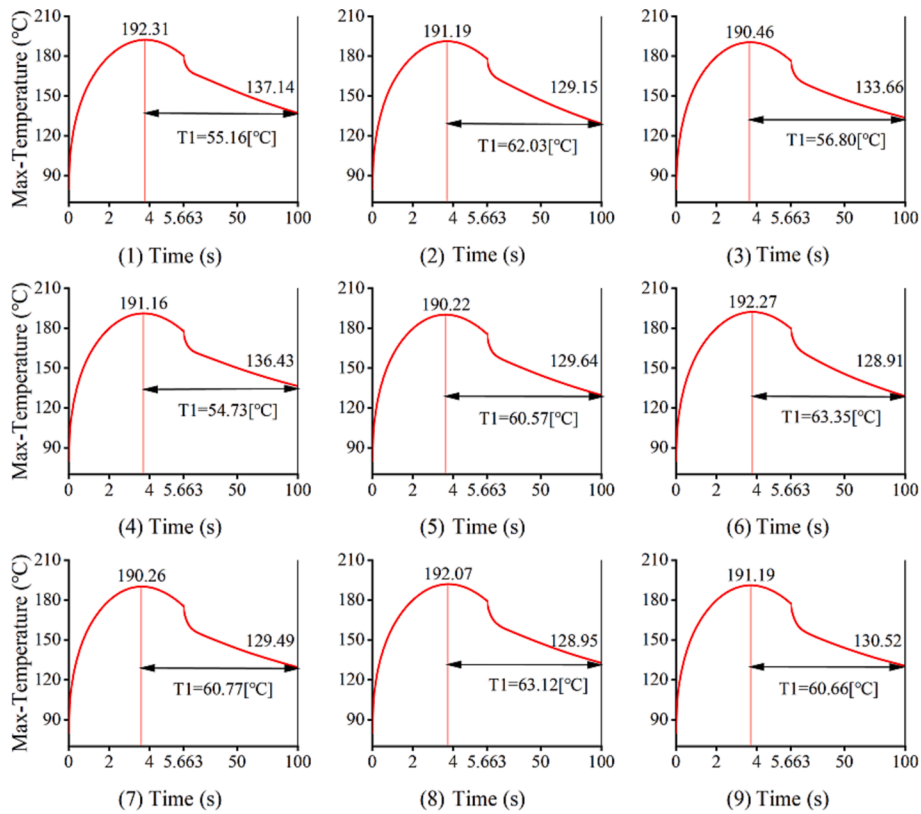 Max-Temperature (℃)
210
180
150
120
90
192.31
137.14
T1=55.16[℃]
0 2 4 5.663 50 100
(1) Time (s)
210
180
150
120
90
191.19
129.15
T1=62.03[℃]
0 2 4 5.663 50 100
(2) Time (s)
210
180
150
120
90
190.46
133.66
T1=56.80[℃]
0 2 4 5.663 50 100
(3) Time (s)
Max-Temperature (℃)
210
180
150
120
90
191.16
136.43
T1=54.73[℃]
0 2 4 5.663 50 100
(4) Time (s)
210
180
150
120
90
190.22
129.64
T1=60.57[℃]
0 2 4 5.663 50 100
(5) Time (s)
210
180
150
120
90
192.27
128.91
T1=63.35[℃]
0 2 4 5.663 50 100
(6) Time (s)
Max-Temperature (℃)
210
180
150
120
90
190.26
129.49
T1=60.77[℃]
0 2 4 5.663 50 100
(7) Time (s)
210
180
150
120
90
192.07
128.95
T1=63.12[℃]
0 2 4 5.663 50 100
(8) Time (s)
210
180
150
120
90
191.19
130.52
T1=60.66[℃]
0 2 4 5.663 50 100
(9) Time (s)